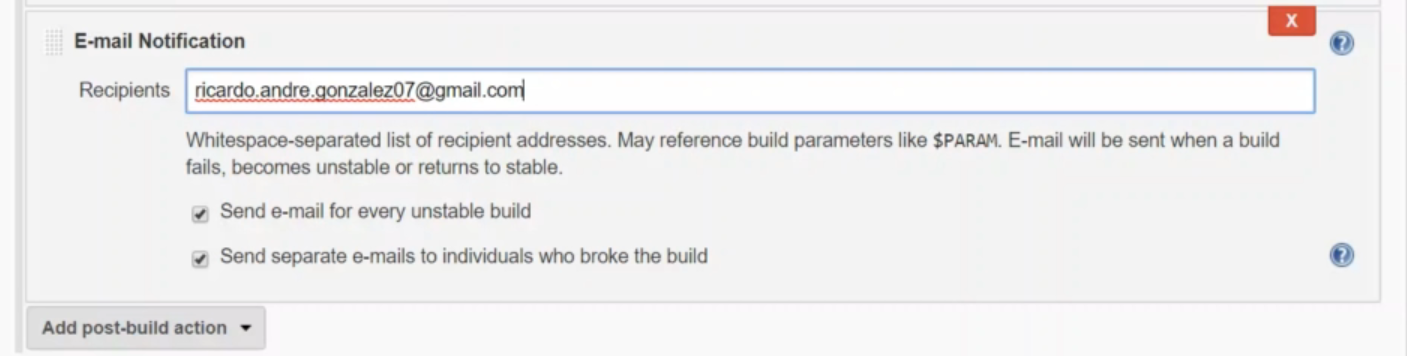 X
E-mail Notification
?
Recipients ricardo.andre.gonzalez07@gmail.com
Whitespace-separated list of recipient addresses. May reference build parameters like $PARAM. E-mail will be sent when a build
fails, becomes unstable or returns to stable.
Send e-mail for every unstable build
Send separate e-mails to individuals who broke the build
?
Add post-build action